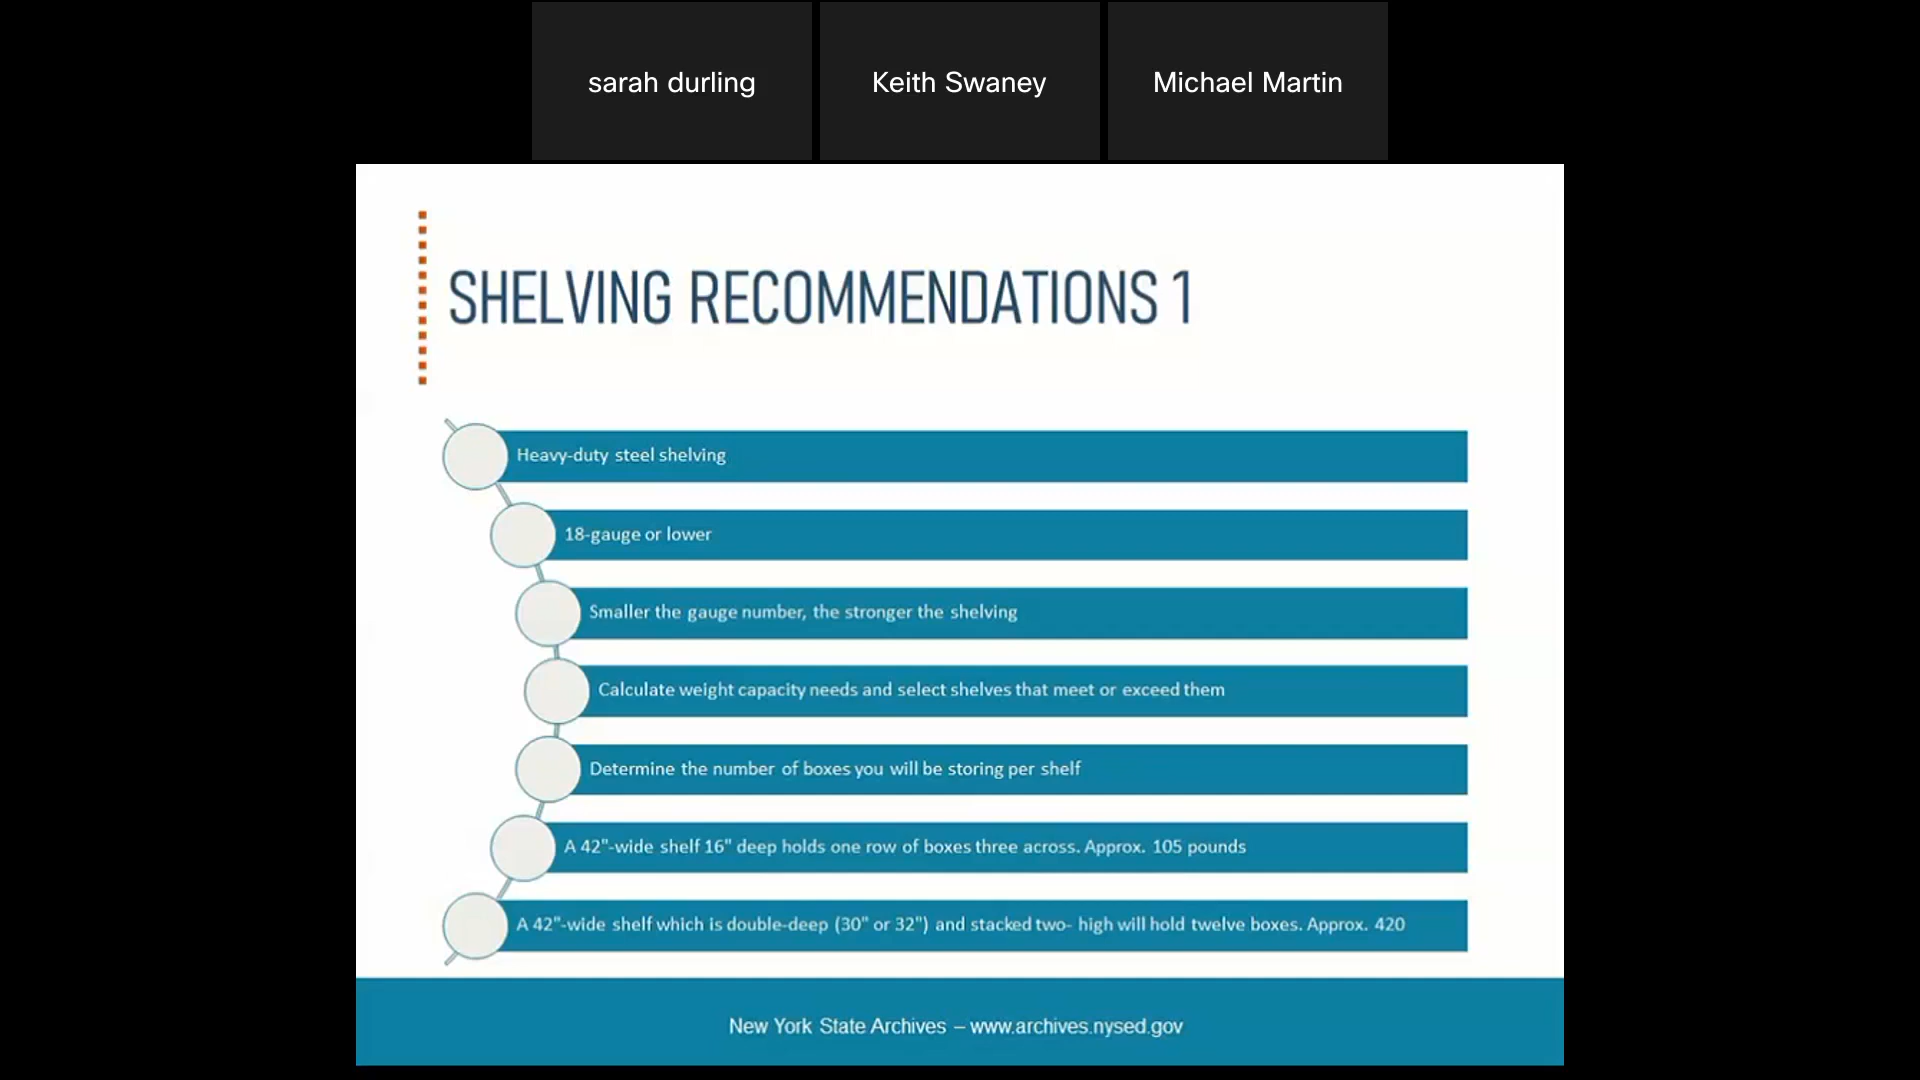 sarah durling
Keith Swaney
Michael Martin
SHELVING RECOMMENDATIONS 1
Heavy-duty steel shelving
18-gauge or lower
Smaller the gauge number, the stronger the shelving
Calculate weight capacity needs and select shelves that meet or exceed them
Determine the number of boxes you will be storing per shelf
A 42"-wide shelf 16" deep holds one row of boxes three across. Approx. 105 pounds
A 42"-wide shelf which is double-deep (30" or 32") and stacked two- high will hold twelve boxes. Approx. 420
New York State Archives – www.archives.nysed.gov